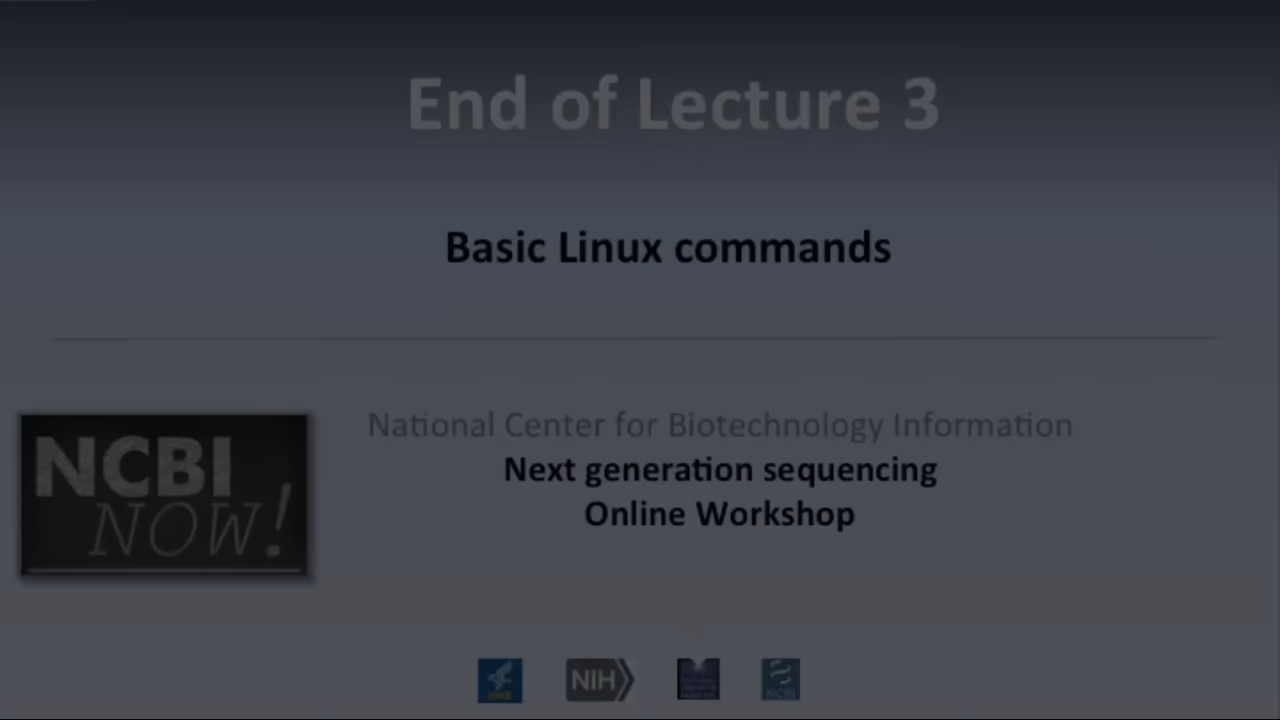 End of Lecture 3
Basic Linux commands
National Center for Biotechnology Information
Next generation sequencing
Online Workshop
NCBI
NOW!
NIH
NCBI